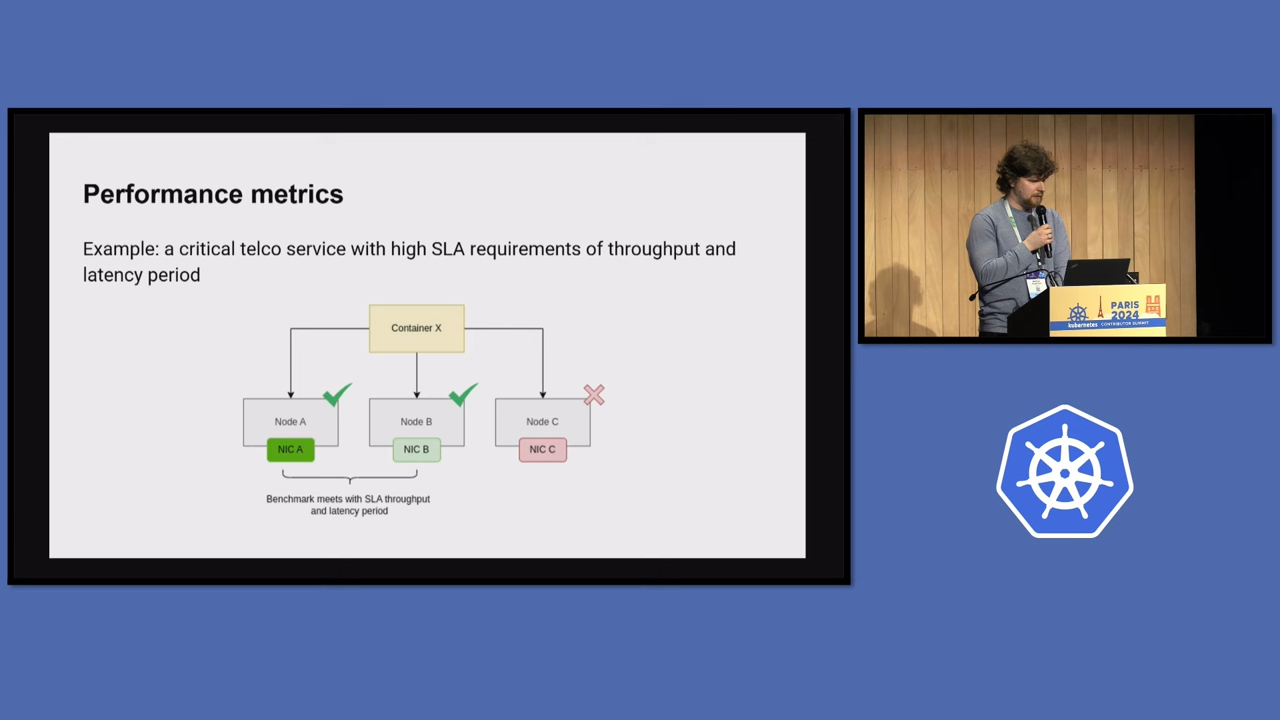 Performance metrics
Example: a critical telco service with high SLA requirements of throughput and
latency period
Container X
Node A
Node B
Node C
NIC A
NIC B
NIC C
Benchmark meets with SLA throughput
and latency period
PARIS
2024
kubernetes CONTRIBUTOR SUMMIT